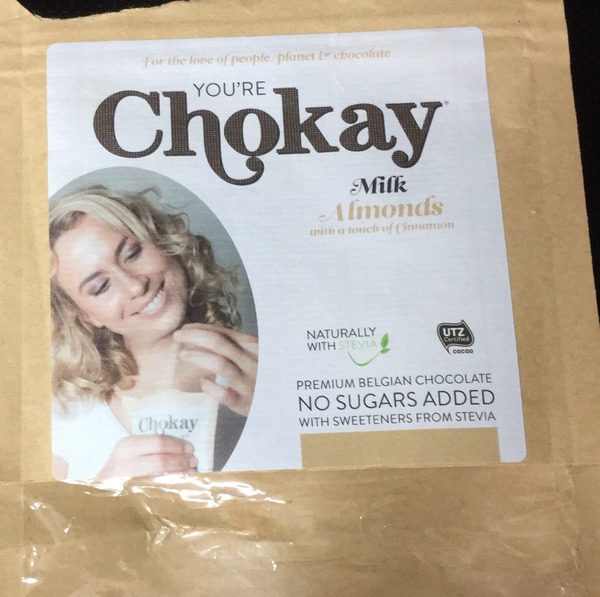 For the love of people, planet & chocolate
YOU'RE
Chokay
Milk
Almonds
with a touch of Cinnamon
NATURALLY
WITH STEVIA
UTZ
Certified
cacao
PREMIUM BELGIAN CHOCOLATE
NO SUGARS ADDED
WITH SWEETENERS FROM STEVIA
Chokay